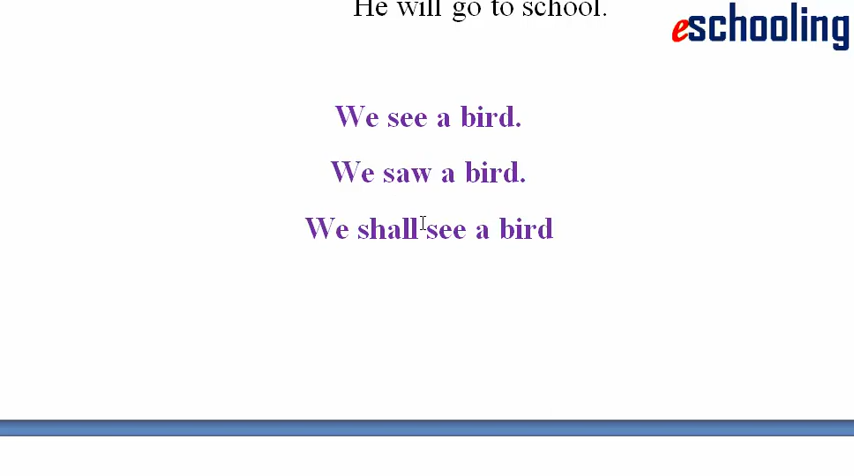 He will go to school.
eschooling
We see a bird.
We saw a bird.
We shall see a bird